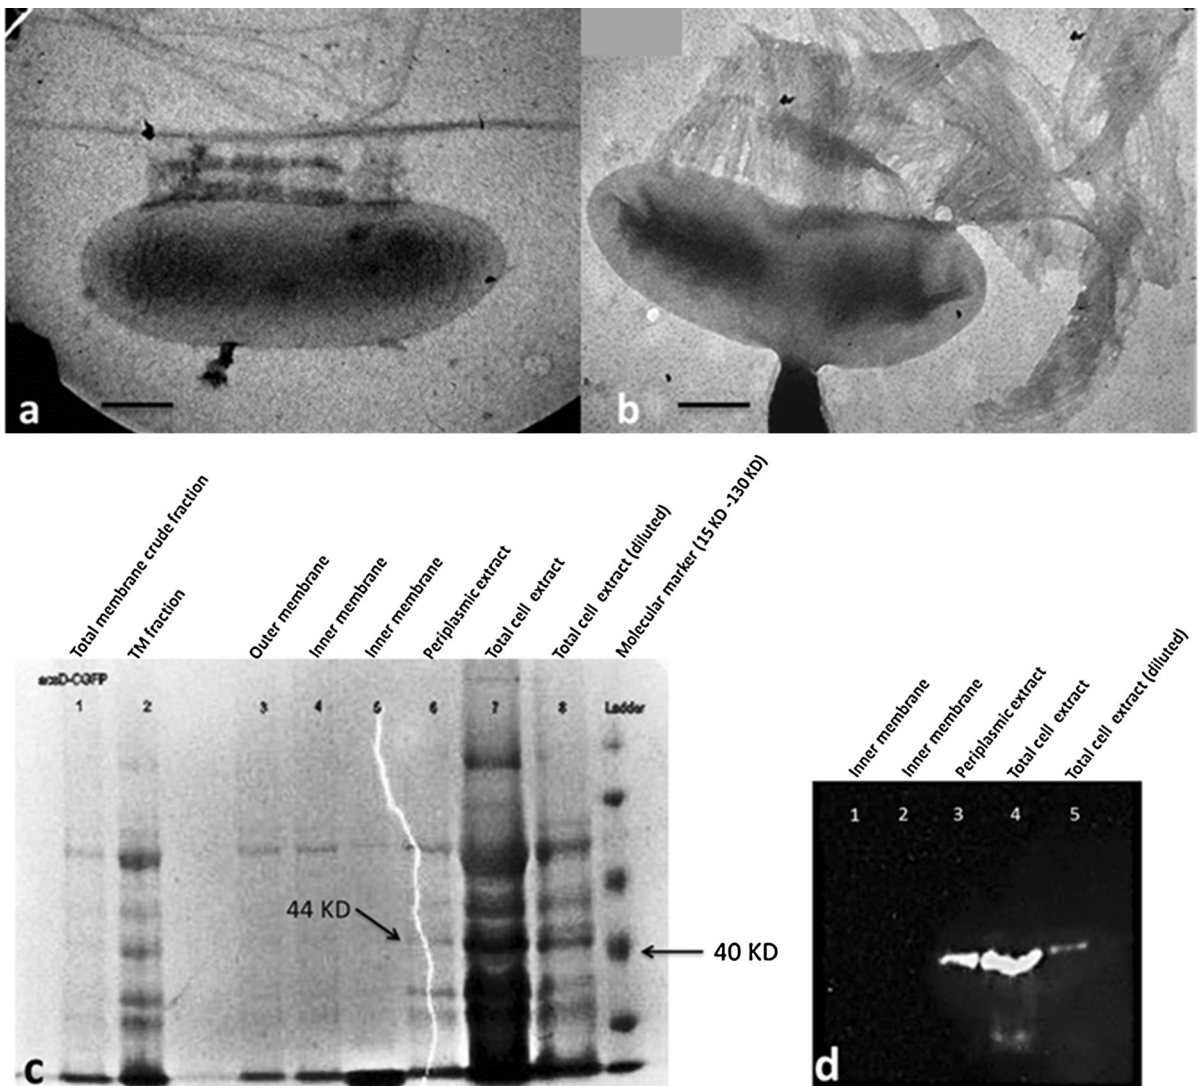 a
b
Total membrane crude fraction
TM fraction
Outer membrane
Inner membrane
Inner membrane
Periplasmic extract
Total cell extract
Total cell extract (diluted)
Molecular marker (15 KD -130 KD)
acsD-CGFP
1 2 3 4 5 6 7 8 Ladder
44 KD
40 KD
c
Inner membrane
Inner membrane
Periplasmic extract
Total cell extract
Total cell extract (diluted)
1 2 3 4 5
d